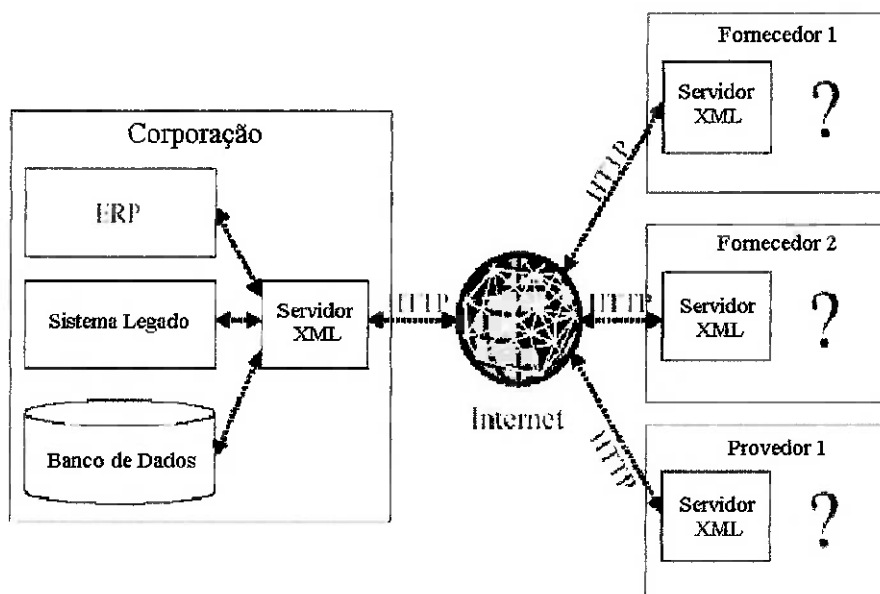 Corporação
ERP
Sistema Legado
Banco de Dados
Servidor
XML
HTTP
Internet
HTTP
HTTP
HTTP
Fornecedor 1
Servidor
XML
?
Fornecedor 2
Servidor
XML
?
Provedor 1
Servidor
XML
?